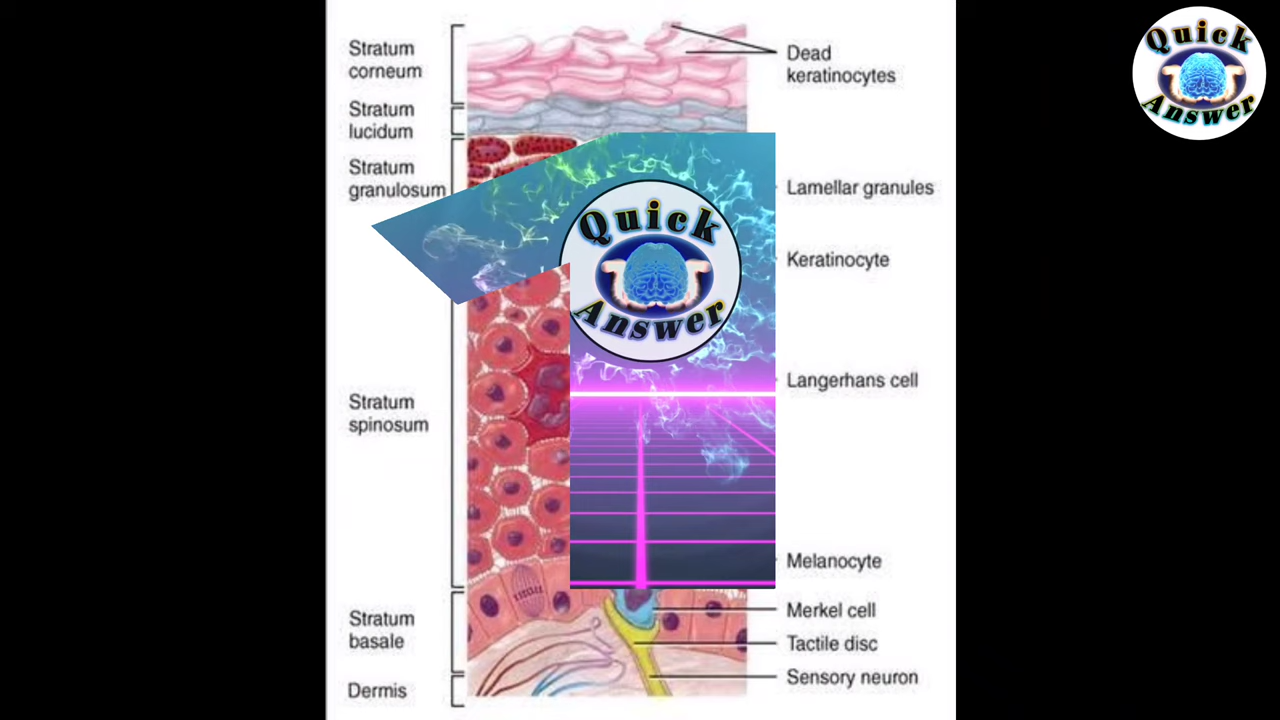 Stratum
corneum
Stratum
lucidum
Stratum
granulosum
Stratum
spinosum
Stratum
basale
Dermis
Dead
keratinocytes
Lamellar granules
Keratinocyte
Langerhans cell
Melanocyte
Merkel cell
Tactile disc
Sensory neuron
Quick
Answer
Quick
Answer